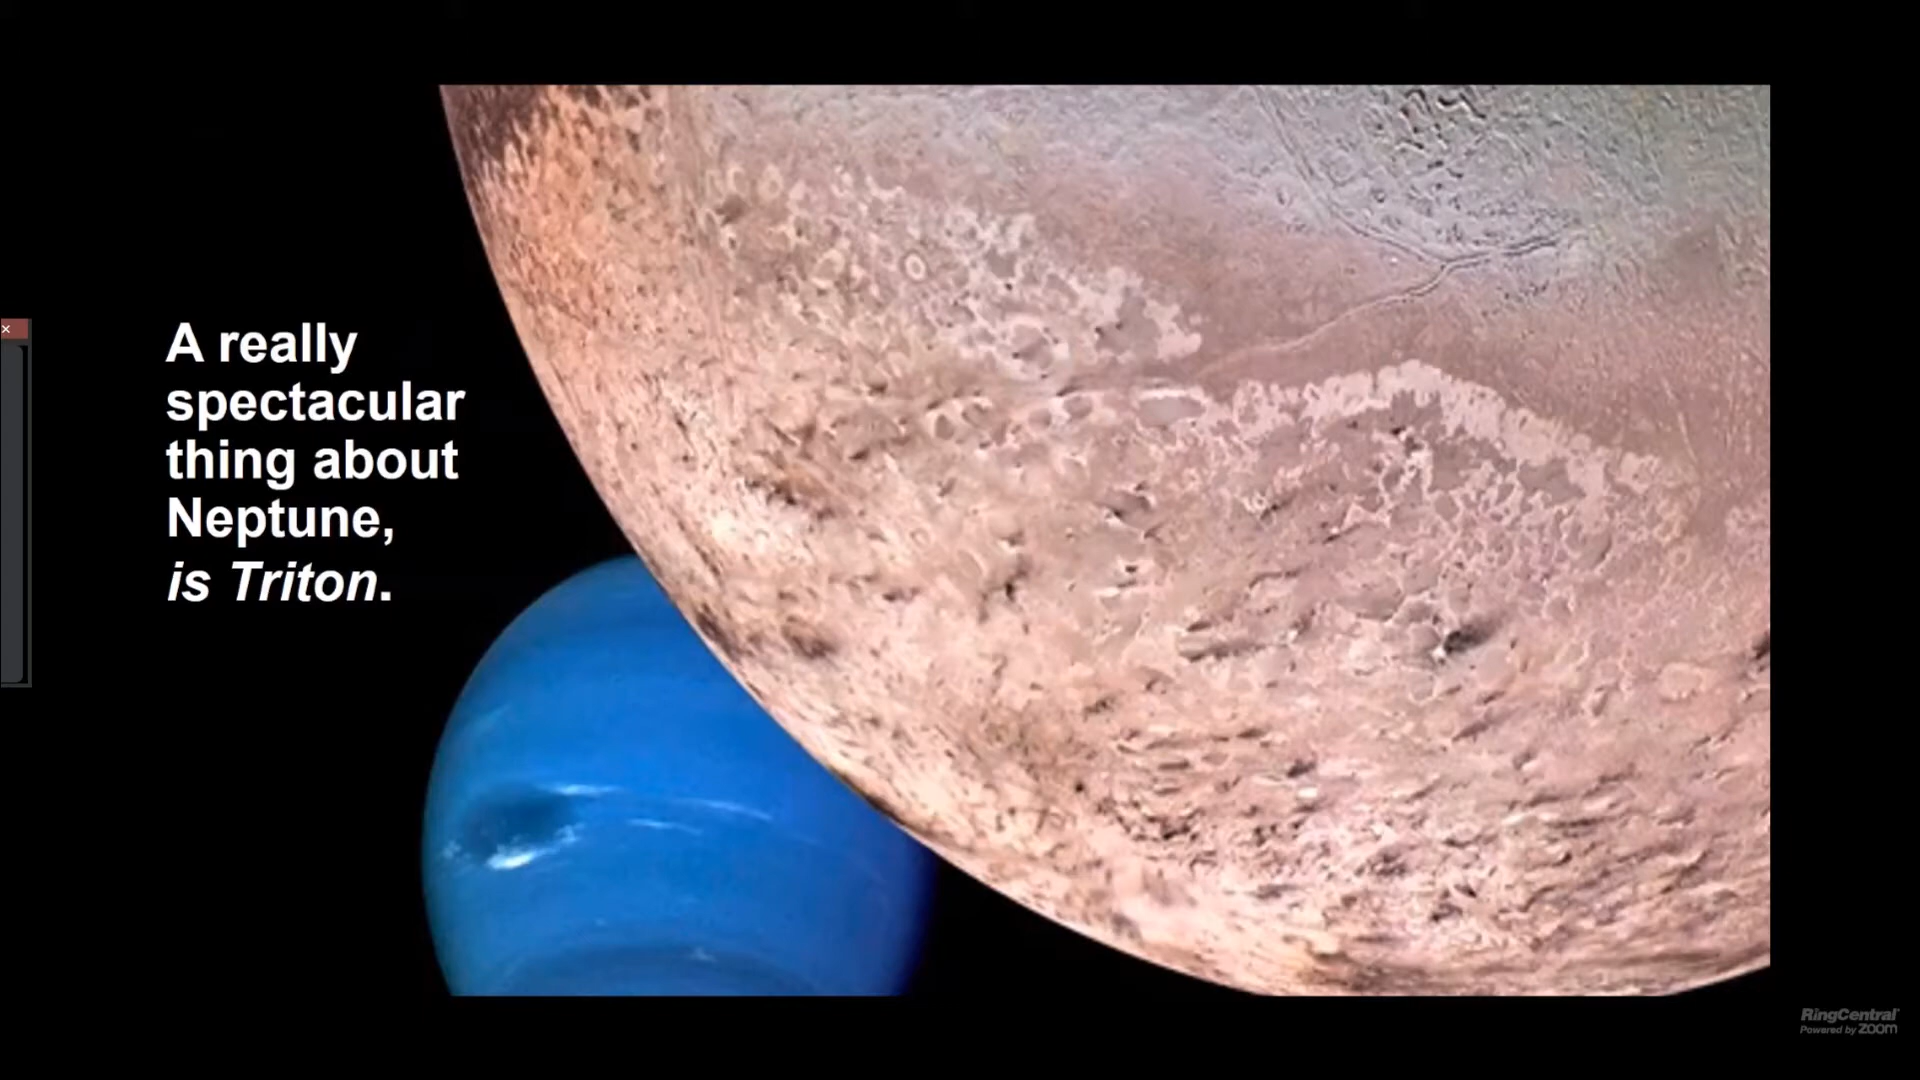 A really
spectacular
thing about
Neptune,
is Triton.
RingCentral
Powered by zoom